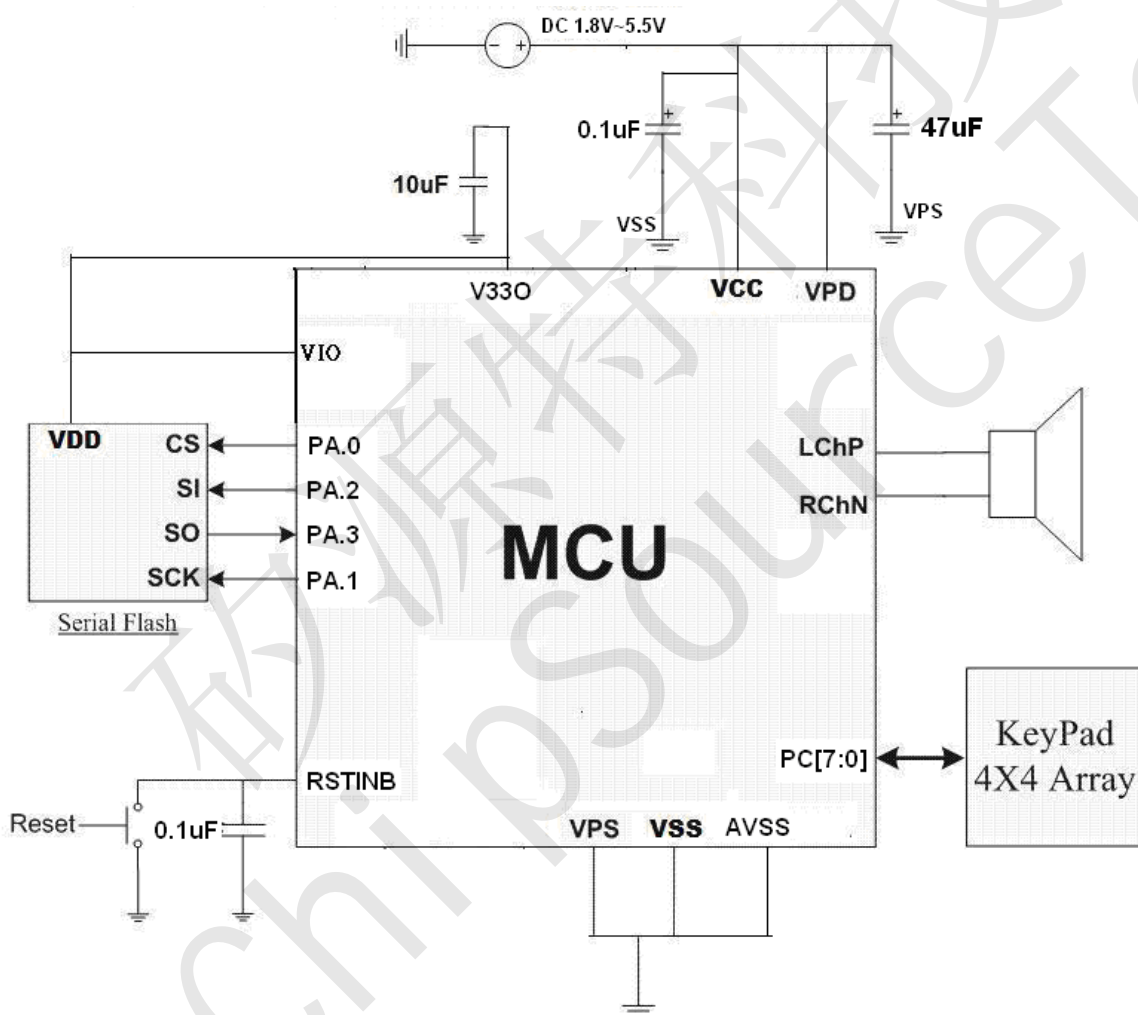 DC 1.8V~5.5V
0.1uF
47uF
10uF
VSS
VPS
V33O
VCC
VPD
VIO
VDD
CS
PA.0
SI
PA.2
SO
PA.3
SCK
PA.1
Serial Flash
LChP
RChN
MCU
KeyPad
4X4 Array
PC[7:0]
RSTINB
Reset
0.1uF
VPS
VSS
AVSS
矽源特科技
ChipSourceTe